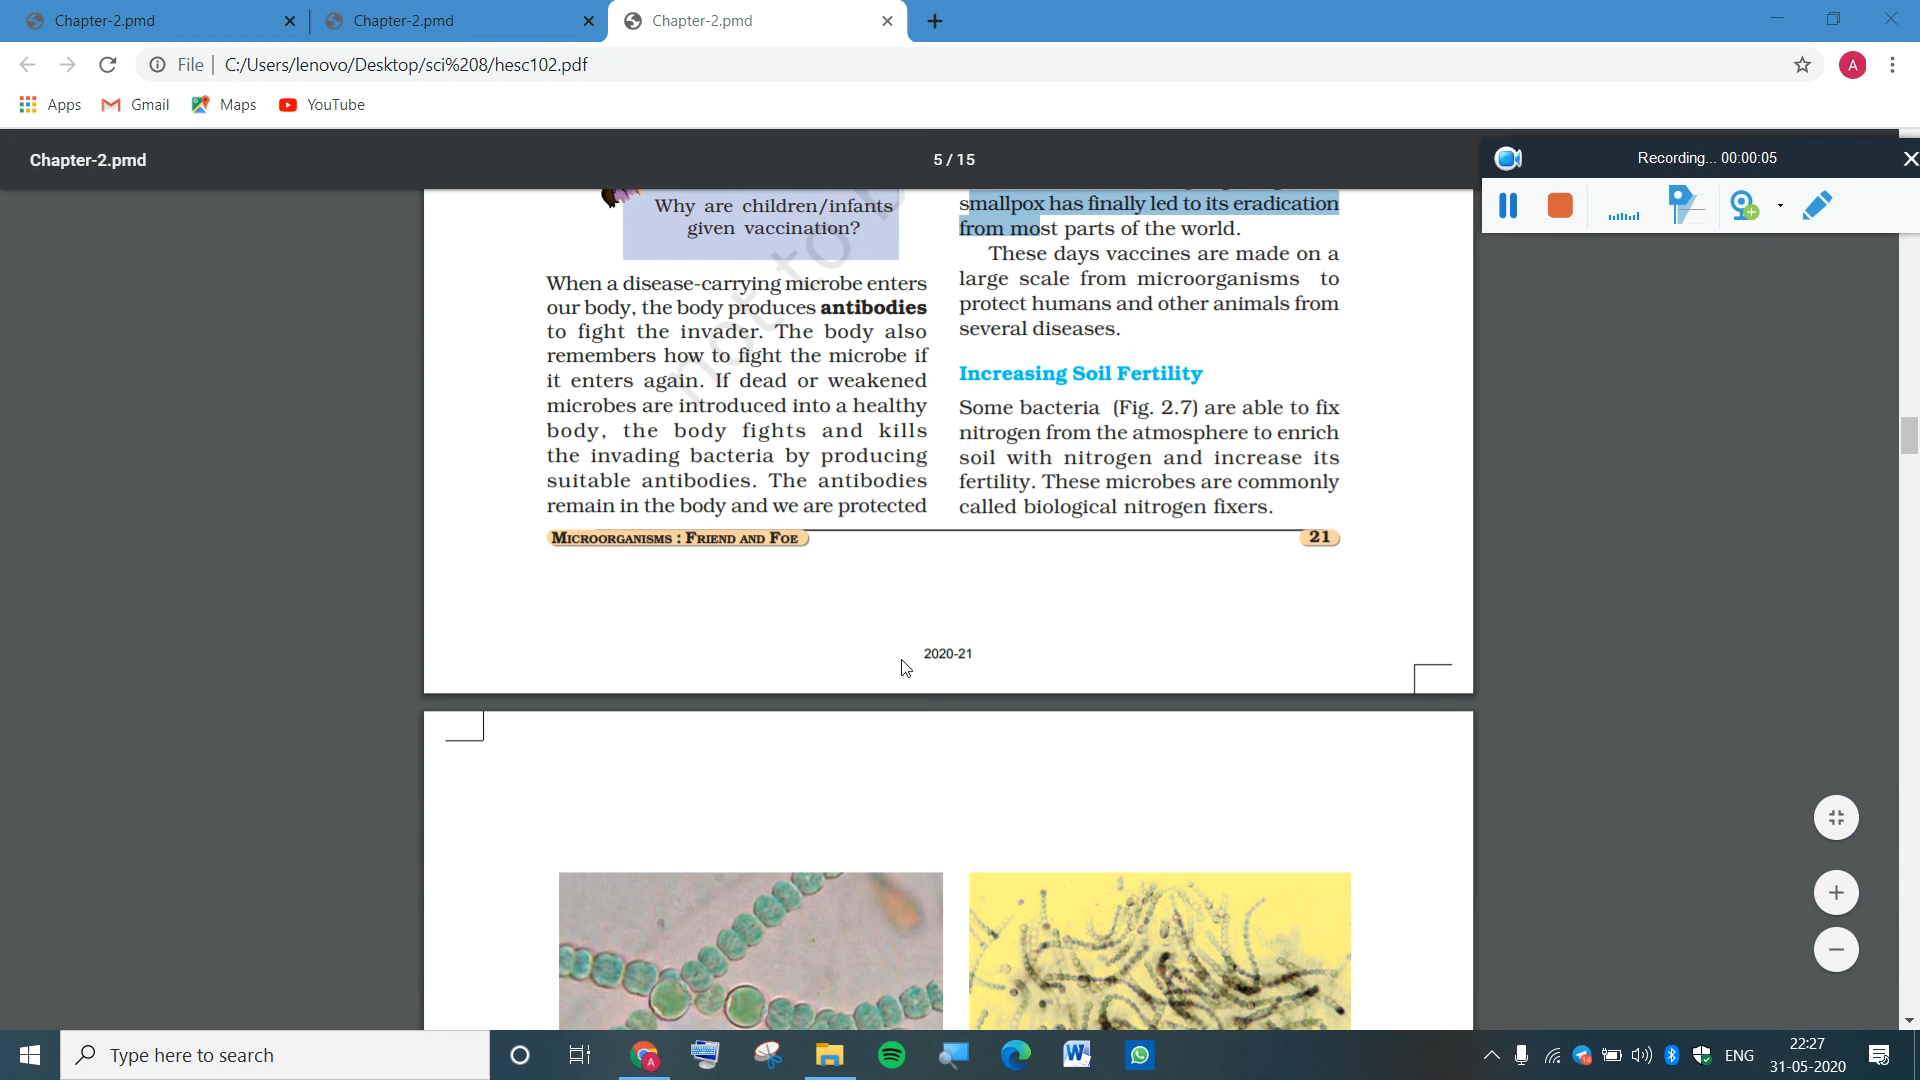 Chapter-2.pmd
Chapter-2.pmd
Chapter-2.pmd
File
C:/Users/lenovo/Desktop/sci%208/hesc102.pdf
A
Apps
Gmail
Maps
YouTube
Chapter-2.pmd
5 / 15
Recording... 00:00:05
Why are children/infants
given vaccination?
When a disease-carrying microbe enters
our body, the body produces antibodies
to fight the invader. The body also
remembers how to fight the microbe if
it enters again. If dead or weakened
microbes are introduced into a healthy
body, the body fights and kills
the invading bacteria by producing
suitable antibodies. The antibodies
remain in the body and we are protected
smallpox has finally led to its eradication
from most parts of the world.
These days vaccines are made on a
large scale from microorganisms to
protect humans and other animals from
several diseases.
Increasing Soil Fertility
Some bacteria (Fig. 2.7) are able to fix
nitrogen from the atmosphere to enrich
soil with nitrogen and increase its
fertility. These microbes are commonly
called biological nitrogen fixers.
not to b
MICROORGANISMS : FRIEND AND FOE
21
2020-21
Type here to search
A
W
14
ENG
22:27
31-05-2020